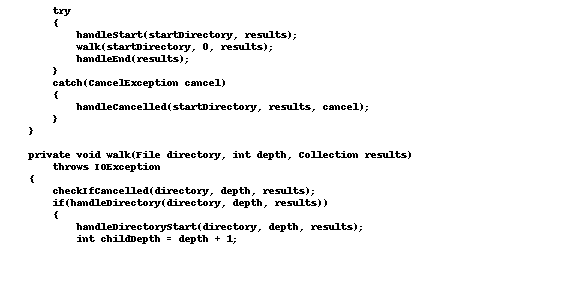 try
{
handleStart(startDirectory, results);
walk(startDirectory, 0, results);
handleEnd(results);
}
catch(CancelException cancel)
{
handleCancelled(startDirectory, results, cancel);
}
}
private void walk(File directory, int depth, Collection results)
throws IOException
{
checkIfCancelled(directory, depth, results);
if(handleDirectory(directory, depth, results))
{
handleDirectoryStart(directory, depth, results);
int childDepth = depth + 1;